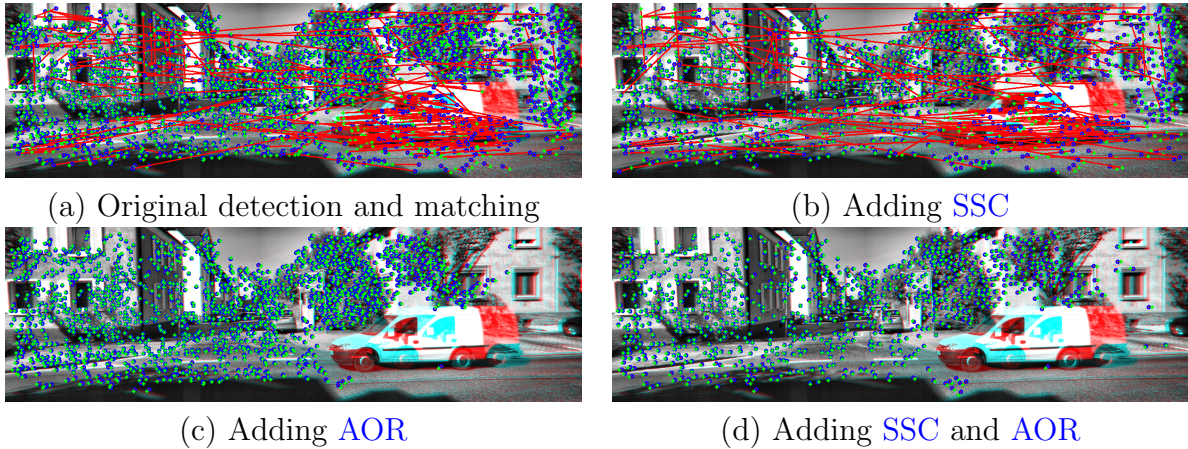 (a) Original detection and matching
(b) Adding SSC
(c) Adding AOR
(d) Adding SSC and AOR